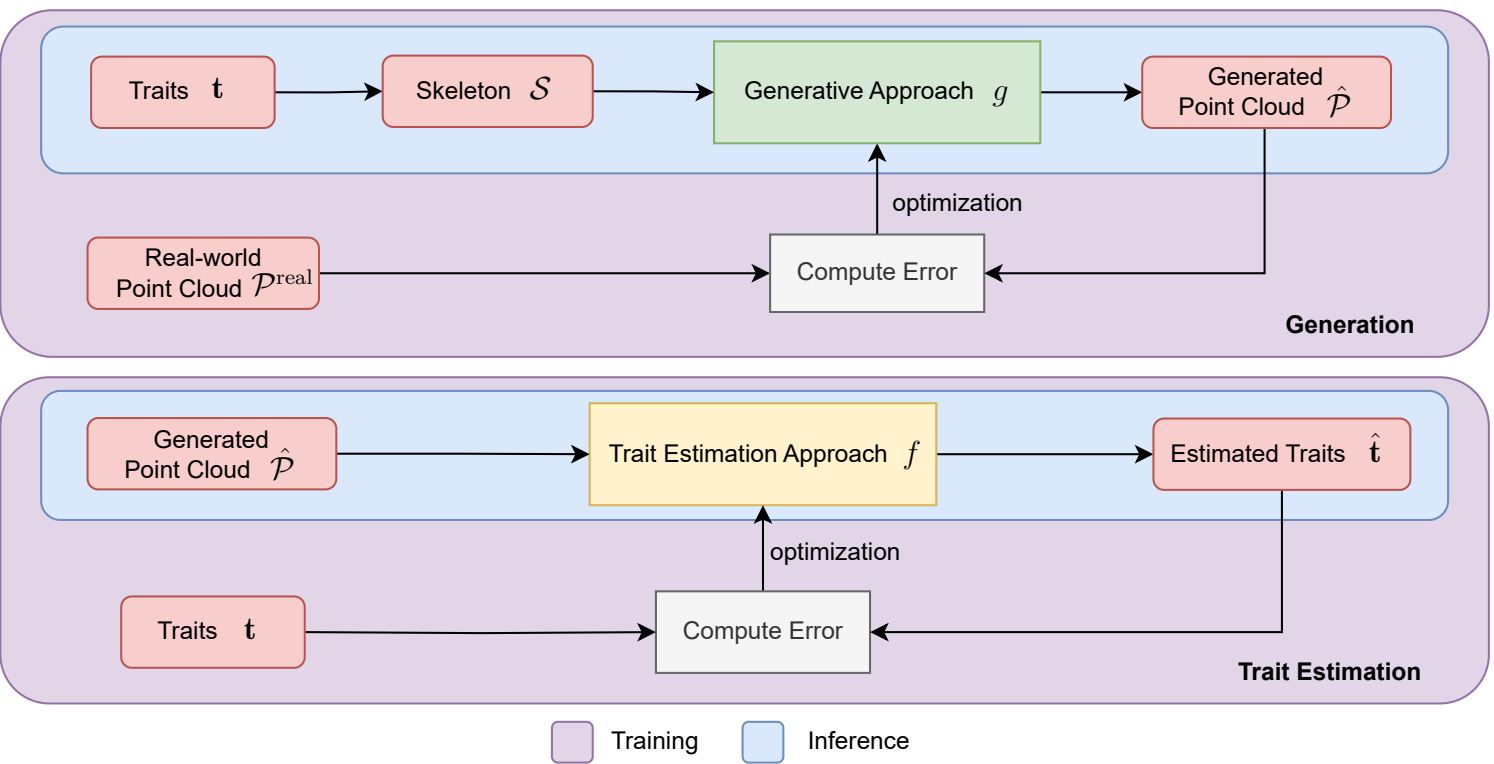 Traits t
Skeleton 𝒮
Generative Approach g
Generated
Point Cloud 𝒫̂
optimization
Real-world
Point Cloud 𝒫^real
Compute Error
Generation
Generated
Point Cloud 𝒫̂
Trait Estimation Approach f
Estimated Traits t̂
optimization
Traits t
Compute Error
Trait Estimation
Training
Inference